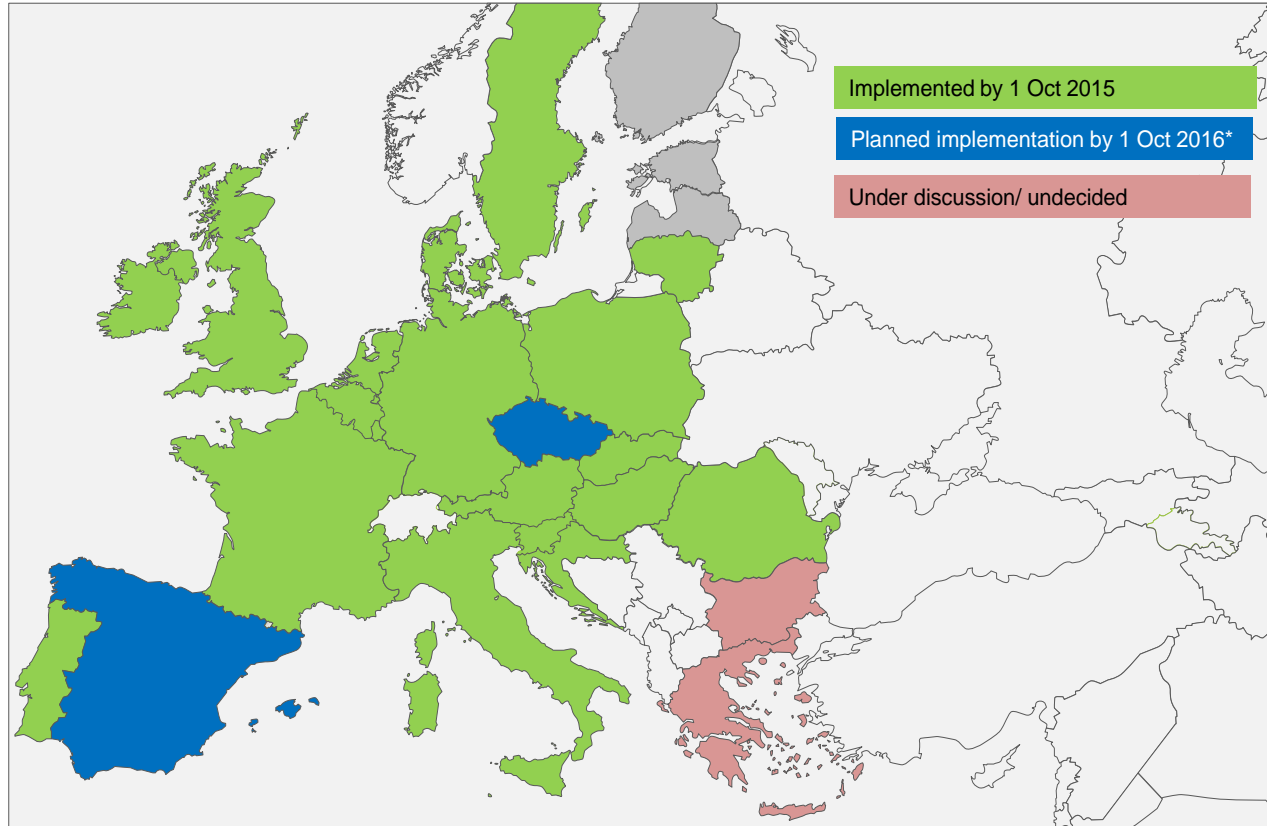 Implemented by 1 Oct 2015
Planned implementation by 1 Oct 2016*
Under discussion/ undecided